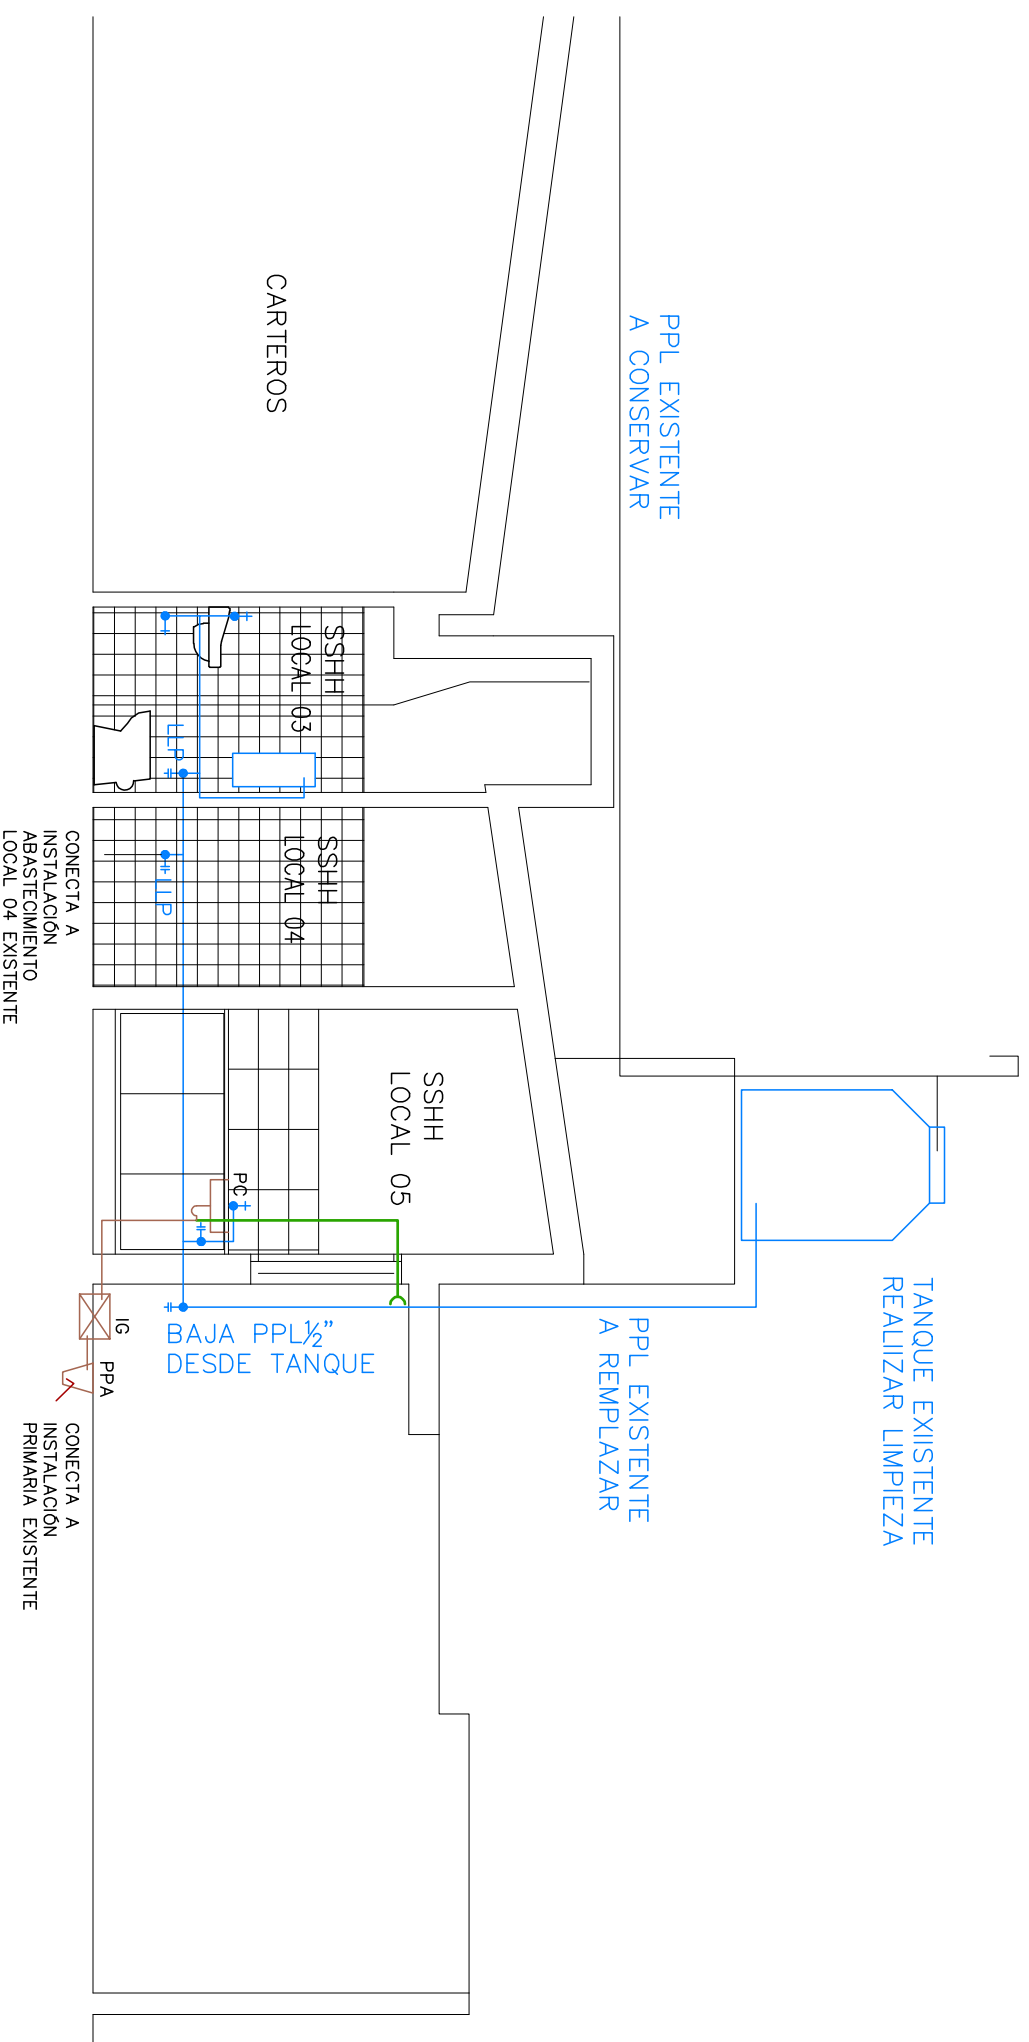 PPL EXISTENTE
A CONSERVAR
TANQUE EXIISTENTE
REALIIZAR LIMPIEZA
PPL EXISTENTE
A REMPLAZAR
CARTEROS
SSHH
LOCAL 03
LLP
SSHH
LOCAL 04
LLP
SSHH
LOCAL 05
PC
BAJA PPL½”
DESDE TANQUE
IG
PPA
CONECTA A
INSTALACIÓN
ABASTECIMIENTO
LOCAL 04 EXISTENTE
CONECTA A
INSTALACIÓN
PRIMARIA EXISTENTE